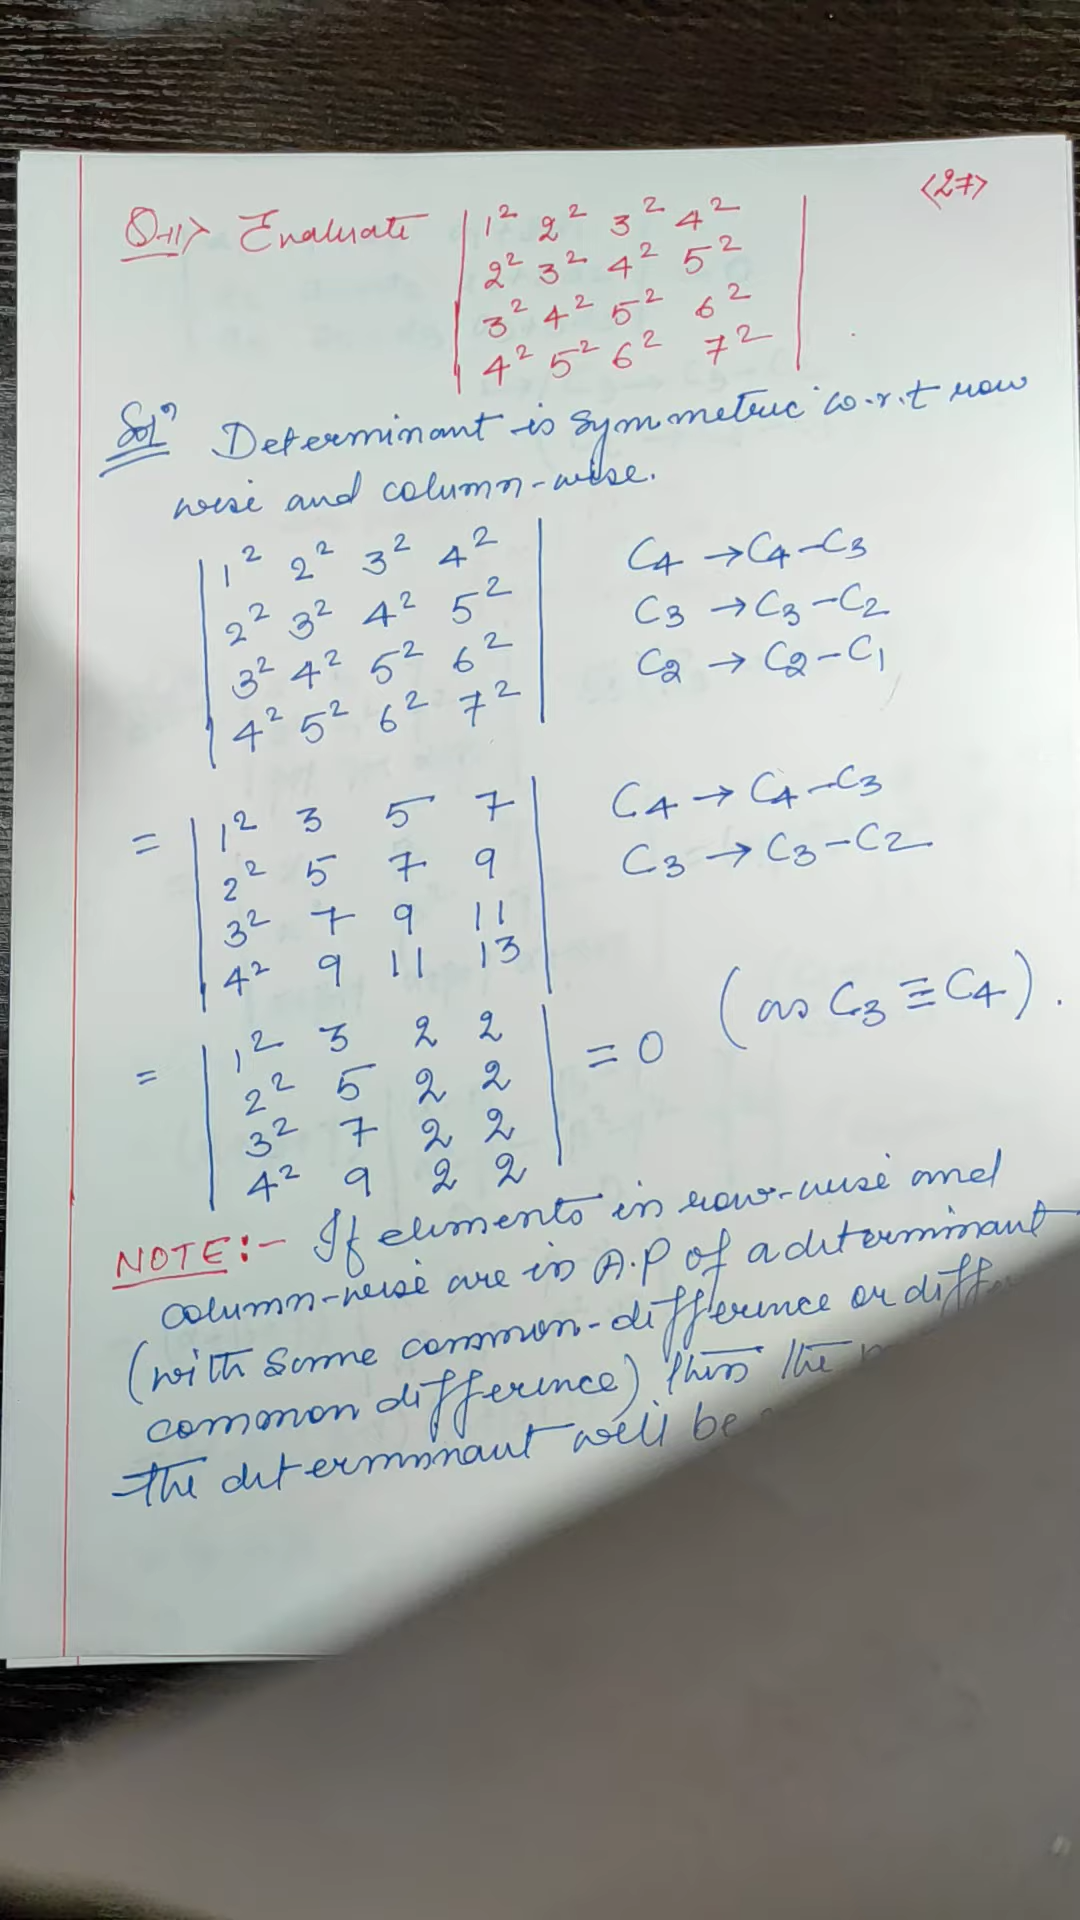 <27>
Q-11> Evaluate | 1² 2² 3² 4² |
| 2² 3² 4² 5² |
| 3² 4² 5² 6² |
| 4² 5² 6² 7² |
Solⁿ Determinant is symmetric w.r.t row
wise and column-wise.
| 1² 2² 3² 4² | C₄ → C₄-C₃
| 2² 3² 4² 5² | C₃ → C₃-C₂
| 3² 4² 5² 6² | C₂ → C₂-C₁
| 4² 5² 6² 7² |
= | 1² 3 5 7 | C₄ → C₄-C₃
| 2² 5 7 9 | C₃ → C₃-C₂
| 3² 7 9 11 |
| 4² 9 11 13 |
= | 1² 3 2 2 | = 0 (as C₃ ≡ C₄).
| 2² 5 2 2 |
| 3² 7 2 2 |
| 4² 9 2 2 |
NOTE:- If elements in row-wise and
column-wise are in A.P of a determinant
(with same common-difference or
common difference) then the
the determinant will be